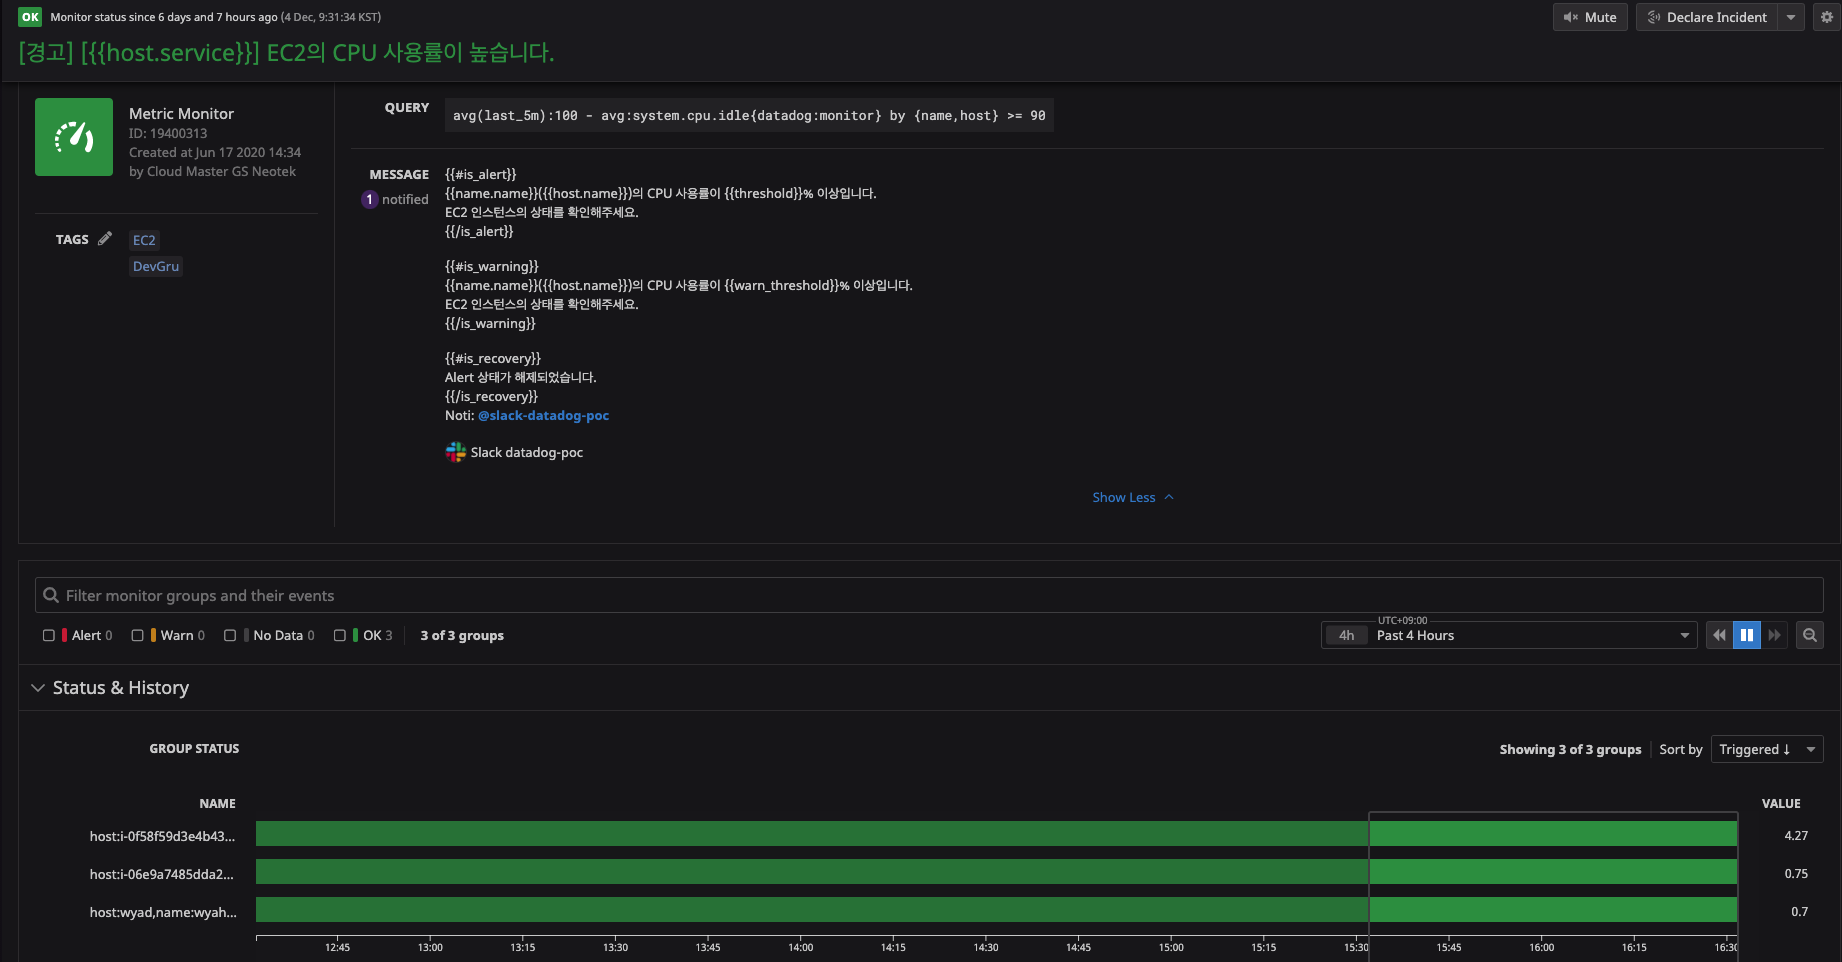 OK Monitor status since 6 days and 7 hours ago (4 Dec, 9:31:34 KST)
Mute
Declare Incident
[경고] [{{host.service}}] EC2의 CPU 사용률이 높습니다.
Metric Monitor
ID: 19400313
Created at Jun 17 2020 14:34
by Cloud Master GS Neotek
TAGS
EC2
DevGru
QUERY
avg(last_5m):100 - avg:system.cpu.idle{datadog:monitor} by {name,host} >= 90
MESSAGE
1 notified
{{#is_alert}}
{{name.name}}({{host.name}})의 CPU 사용률이 {{threshold}}% 이상입니다.
EC2 인스턴스의 상태를 확인해주세요.
{{/is_alert}}
{{#is_warning}}
{{name.name}}({{host.name}})의 CPU 사용률이 {{warn_threshold}}% 이상입니다.
EC2 인스턴스의 상태를 확인해주세요.
{{/is_warning}}
{{#is_recovery}}
Alert 상태가 해제되었습니다.
{{/is_recovery}}
Noti: @slack-datadog-poc
Slack datadog-poc
Show Less
Filter monitor groups and their events
Alert 0 Warn 0 No Data 0 OK 3 3 of 3 groups
UTC+09:00
4h Past 4 Hours
Status & History
GROUP STATUS
Showing 3 of 3 groups Sort by Triggered ↓
NAME VALUE
host:i-0f58f59d3e4b43... 4.27
host:i-06e9a7485dda2... 0.75
host:wyad,name:wyah... 0.7
12:45 13:00 13:15 13:30 13:45 14:00 14:15 14:30 14:45 15:00 15:15 15:30 15:45 16:00 16:15 16:30